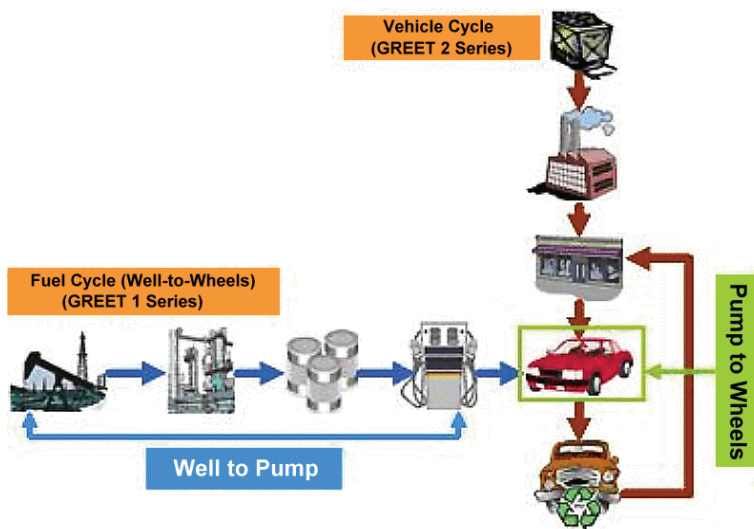 Vehicle Cycle
(GREET 2 Series)
Fuel Cycle (Well-to-Wheels)
(GREET 1 Series)
Well to Pump
Pump to Wheels